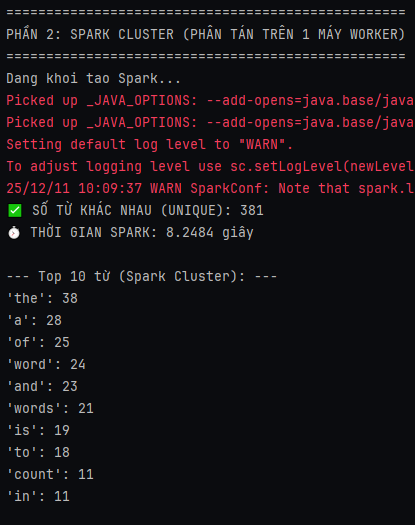 ==================================================
PHẦN 2: SPARK CLUSTER (PHÂN TÁN TRÊN 1 MÁY WORKER)
==================================================
Dang khoi tao Spark...
Picked up _JAVA_OPTIONS: --add-opens=java.base/java
Picked up _JAVA_OPTIONS: --add-opens=java.base/java
Setting default log level to "WARN".
To adjust logging level use sc.setLogLevel(newLevel
25/12/11 10:09:37 WARN SparkConf: Note that spark.l
✅ SỐ TỪ KHÁC NHAU (UNIQUE): 381
⏱ THỜI GIAN SPARK: 8.2484 giây
--- Top 10 từ (Spark Cluster): ---
'the': 38
'a': 28
'of': 25
'word': 24
'and': 23
'words': 21
'is': 19
'to': 18
'count': 11
'in': 11